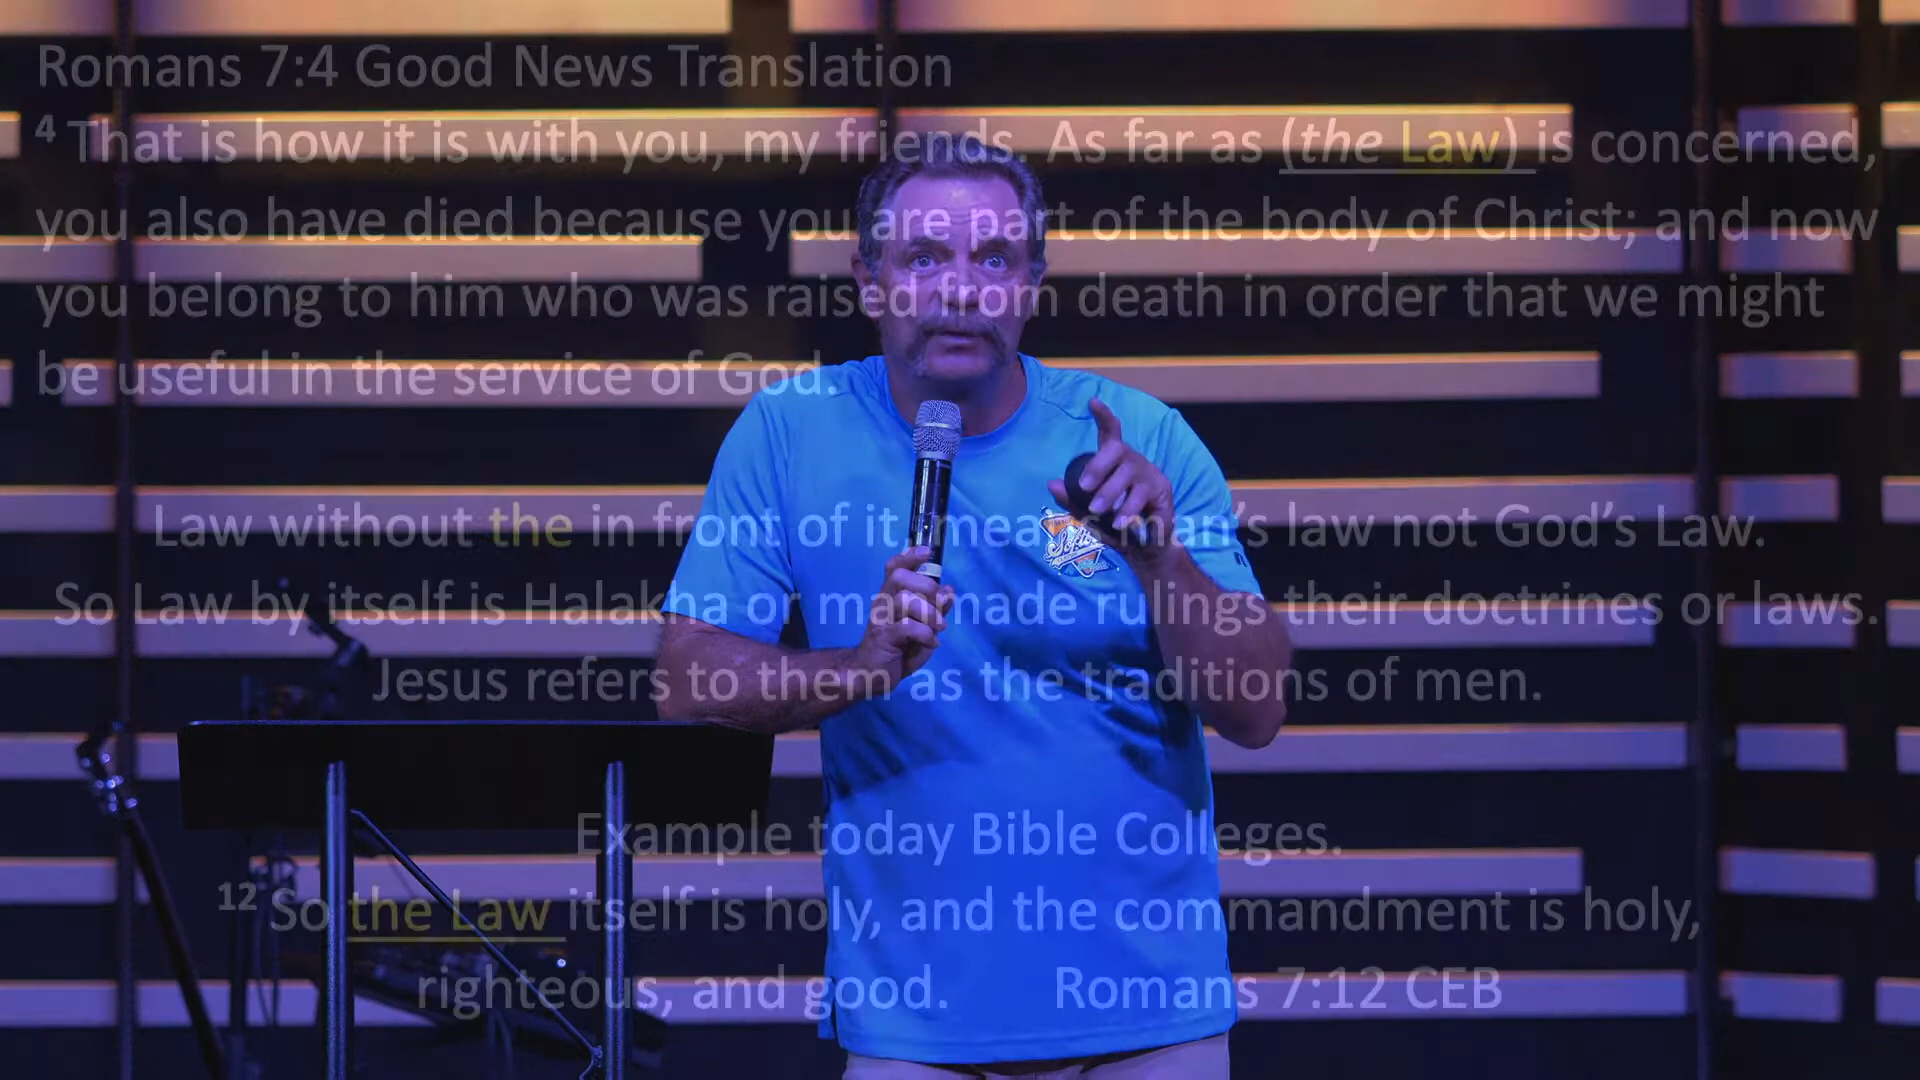 Romans 7:4 Good News Translation
4 That is how it is with you, my friends. As far as (the Law) is concerned,
you also have died because you are part of the body of Christ; and now
you belong to him who was raised from death in order that we might
be useful in the service of God.
Law without the in front of it, means man's law not God's Law.
So Law by itself is Halakha or man made rulings their doctrines or laws.
Jesus refers to them as the traditions of men.
Example today Bible Colleges.
12 So the Law itself is holy, and the commandment is holy,
righteous, and good. Romans 7:12 CEB